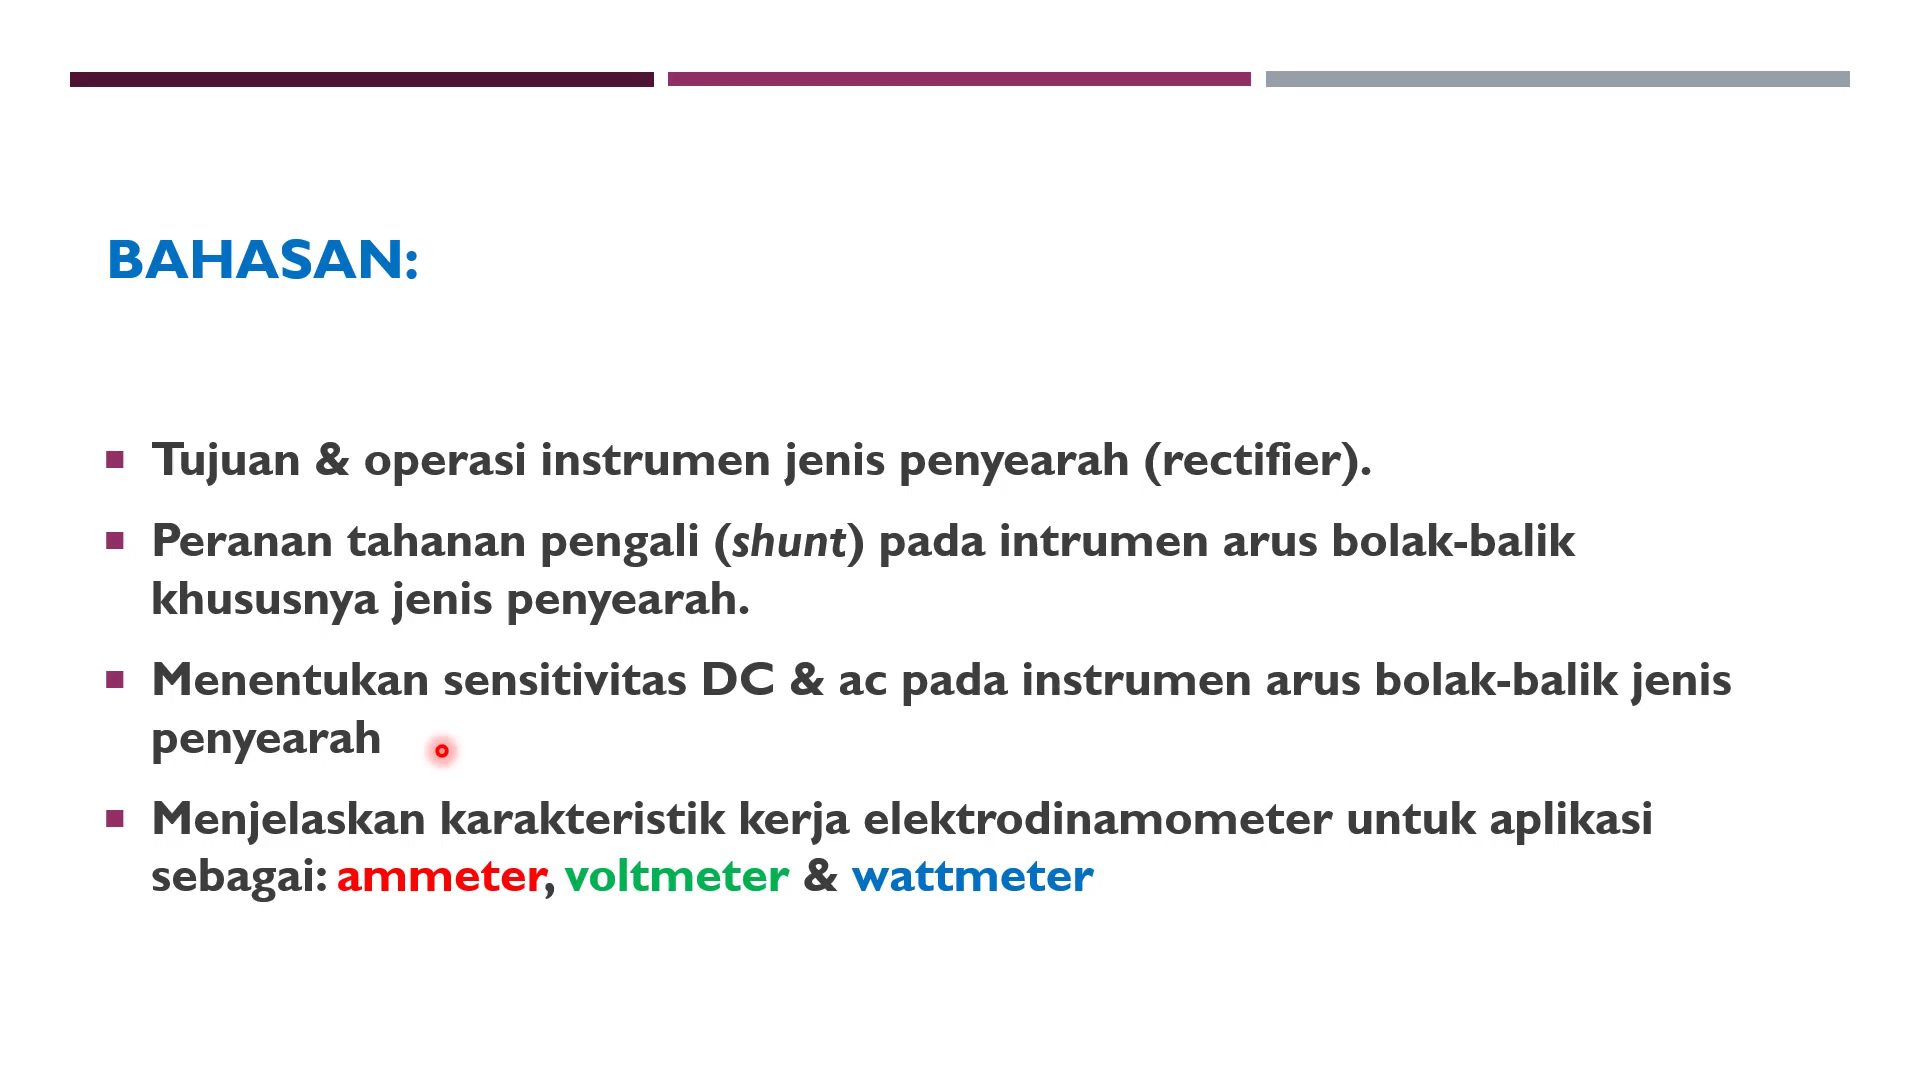 BAHASAN:
Tujuan & operasi instrumen jenis penyearah (rectifier).
Peranan tahanan pengali (shunt) pada intrumen arus bolak-balik
khususnya jenis penyearah.
Menentukan sensitivitas DC & ac pada instrumen arus bolak-balik jenis
penyearah
Menjelaskan karakteristik kerja elektrodinamometer untuk aplikasi
sebagai: ammeter, voltmeter & wattmeter